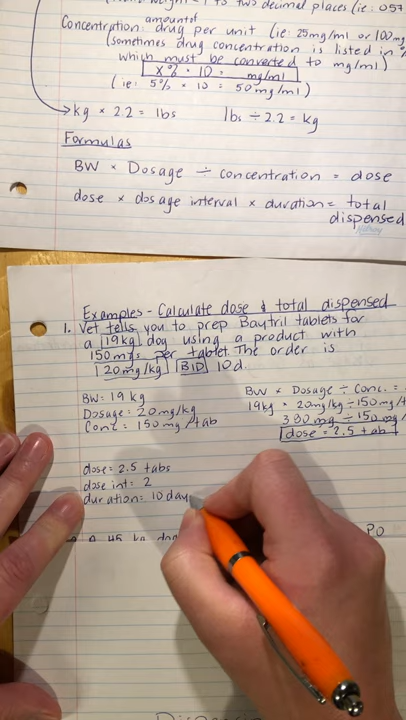 to two decimal places (ie: 057
amount of
Concentration: drug per unit (ie: 25mg/ml or 100mg
(sometimes drug concentration is listed in %
which must be converted to mg/ml)
x% · 10 = mg/ml
(ie: 5% × 10 = 50mg/ml)
kg × 2.2 = lbs lbs ÷ 2.2 = kg
Formulas
BW × Dosage ÷ concentration = dose
dose × dosage interval × duration = total
dispensed
Hilroy
Examples - Calculate dose & total dispensed
1. Vet tells you to prep Baytril tablets for
a 19kg dog using a product with
150mg per tablet. The order is
20mg/kg BID 10d.
BW: 19 kg
Dosage: 20mg/kg
Conc: 150 mg/tab
BW × Dosage ÷ Conc. =
19kg × 20mg/kg ÷ 150mg/t
380mg ÷ 150mg/
dose = 2.5 tab
dose = 2.5 tabs
dose int: 2
duration: 10 days
45 kg dog
PO